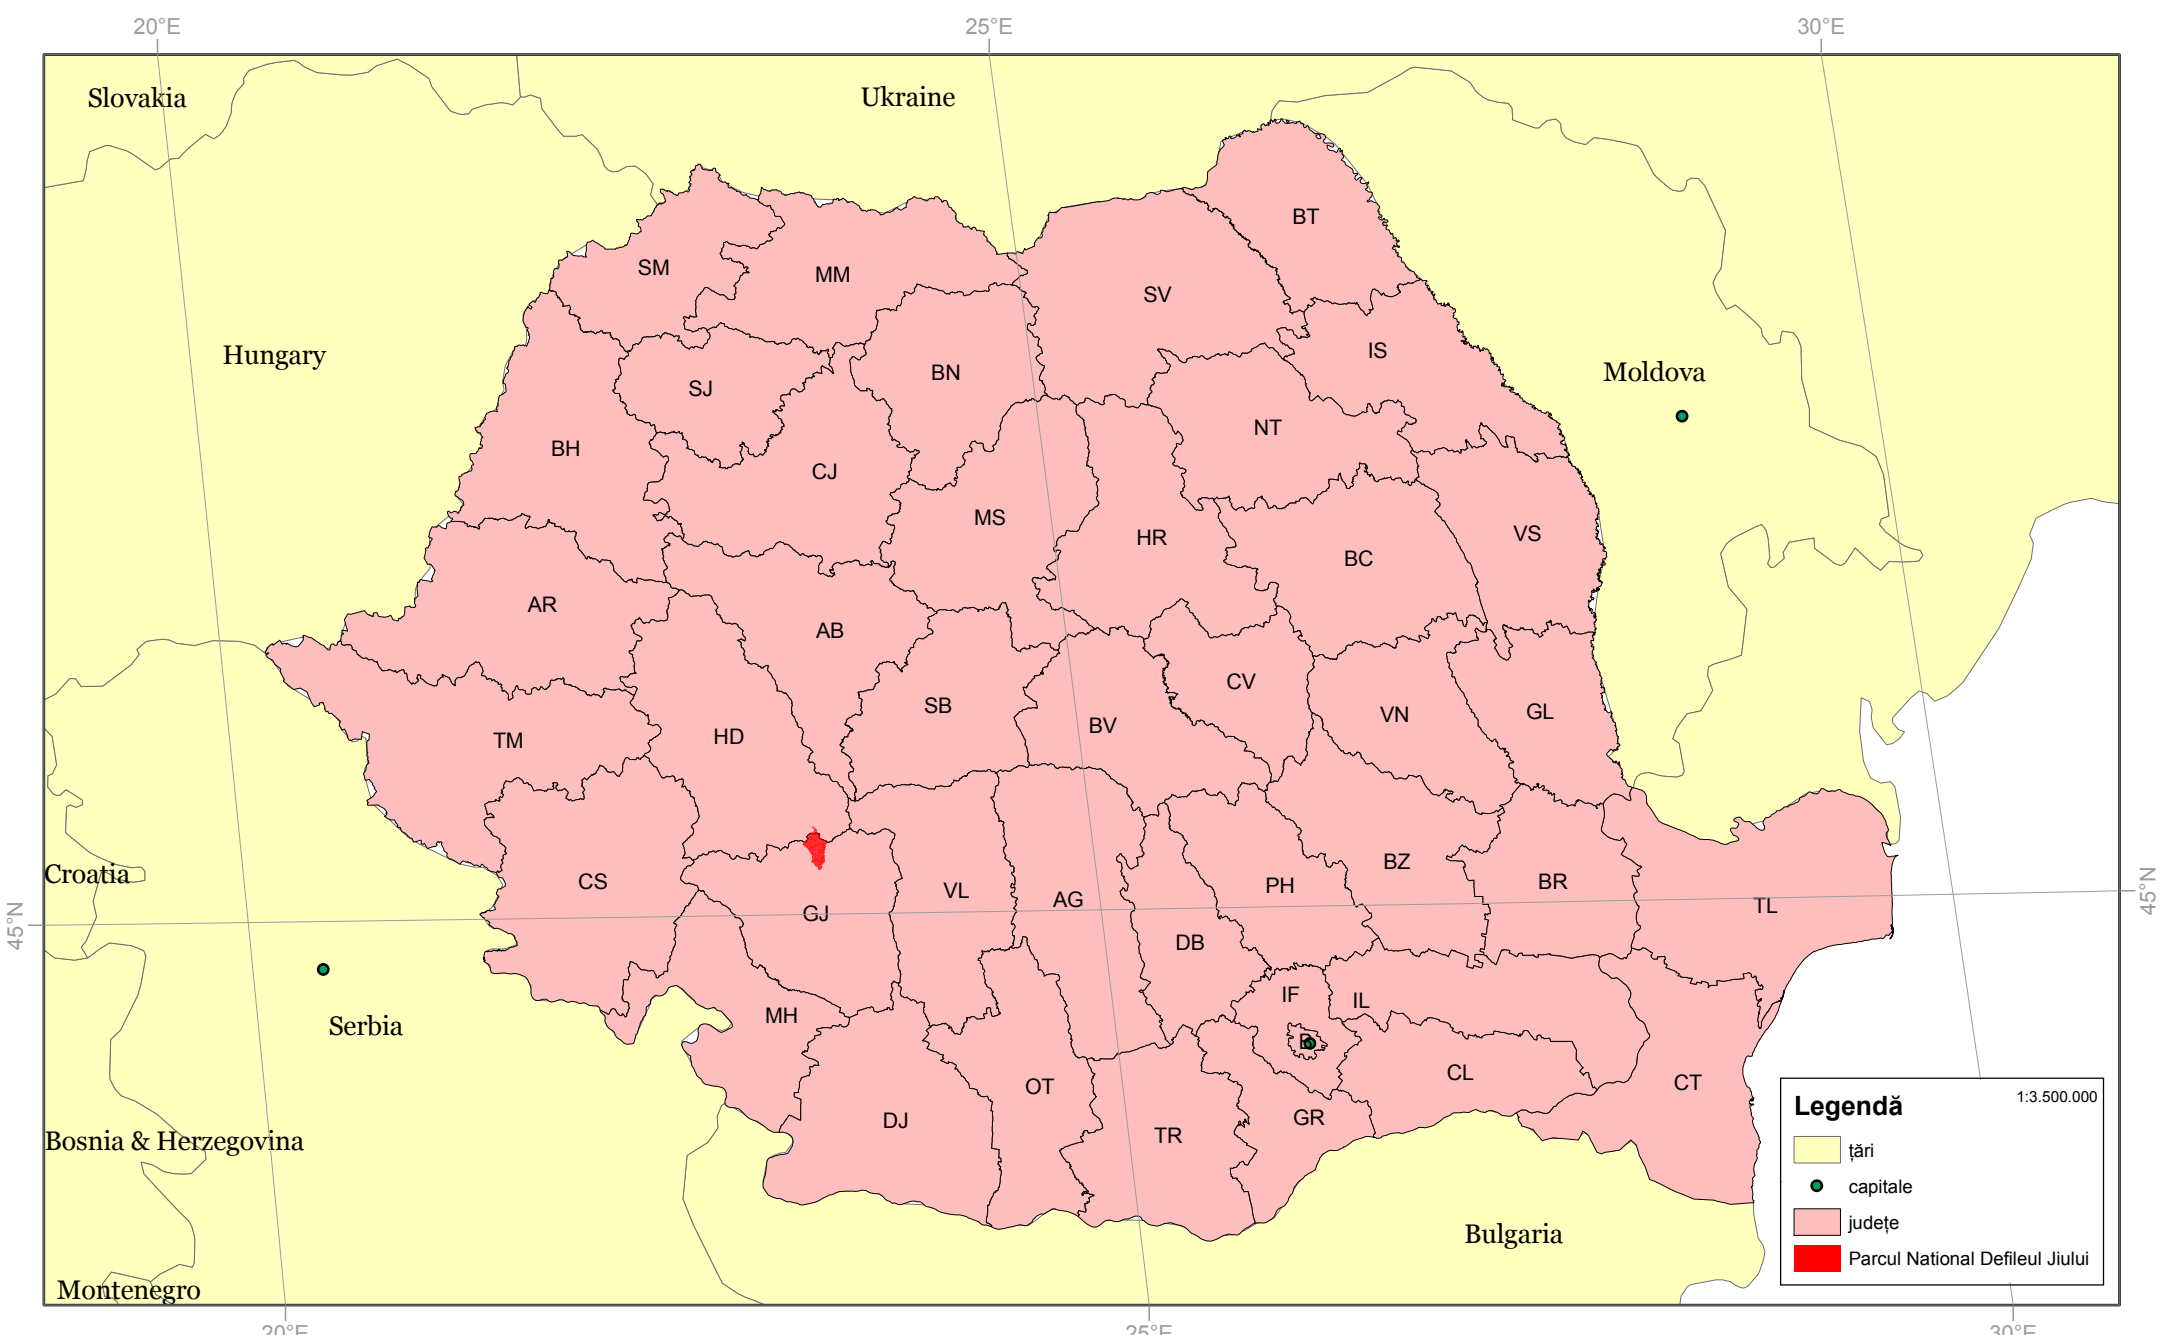 20°E
25°E
30°E
Slovakia
Ukraine
BT
SM
MM
SV
IS
Hungary
BN
Moldova
SJ
NT
BH
CJ
MS
HR
VS
BC
AR
AB
CV
SB
GL
VN
BV
HD
TM
BZ
Croatia
CS
PH
BR
VL
AG
TL
45°N
GJ
45°N
DB
IF
IL
MH
Serbia
B
CL
CT
OT
Legendă
1:3.500.000
DJ
GR
TR
Bosnia & Herzegovina
țări
capitale
județe
Bulgaria
Parcul National Defileul Jiului
Montenegro
20°E
25°E
30°E